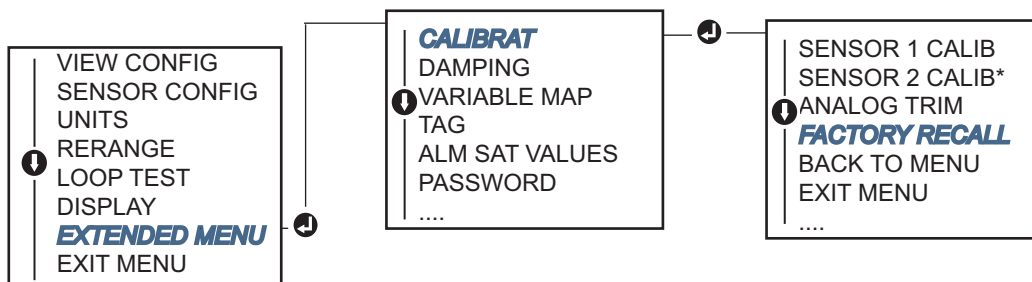 VIEW CONFIG
SENSOR CONFIG
UNITS
RERANGE
LOOP TEST
DISPLAY
EXTENDED MENU
EXIT MENU
CALIBRAT
DAMPING
VARIABLE MAP
TAG
ALM SAT VALUES
PASSWORD
....
SENSOR 1 CALIB
SENSOR 2 CALIB*
ANALOG TRIM
FACTORY RECALL
BACK TO MENU
EXIT MENU
....